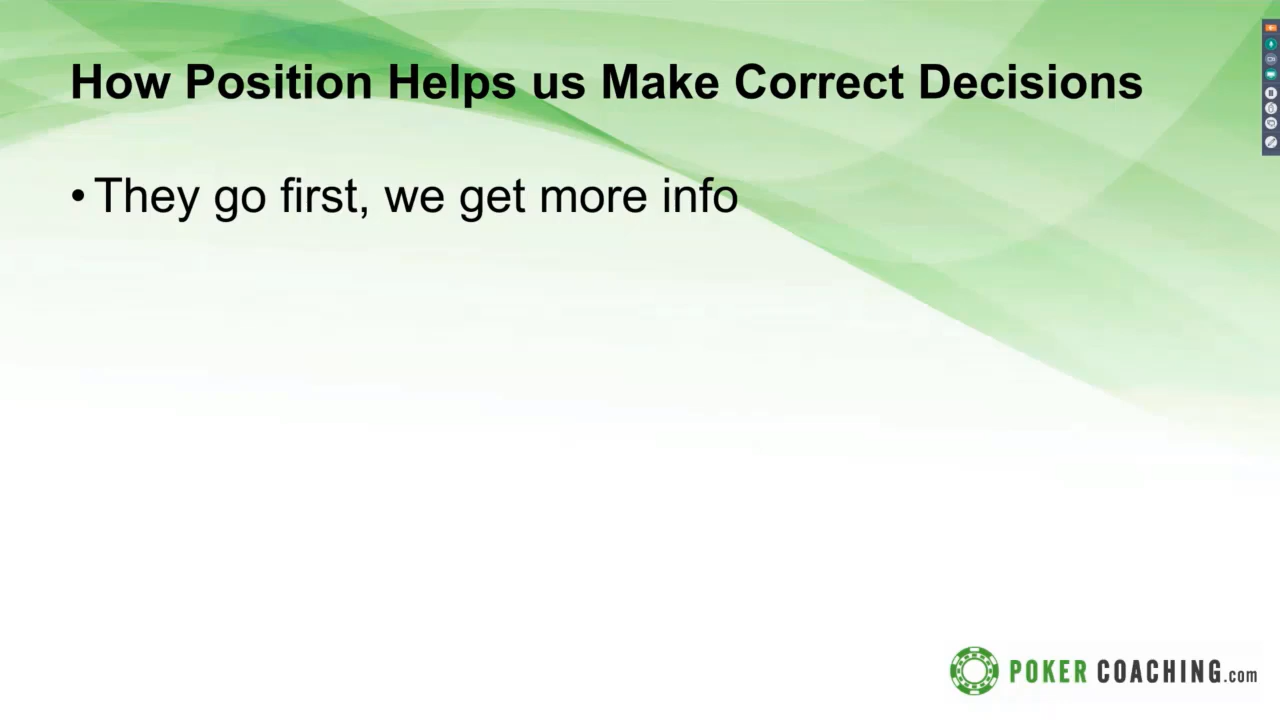 How Position Helps us Make Correct Decisions
• They go first, we get more info
POKER COACHING.com